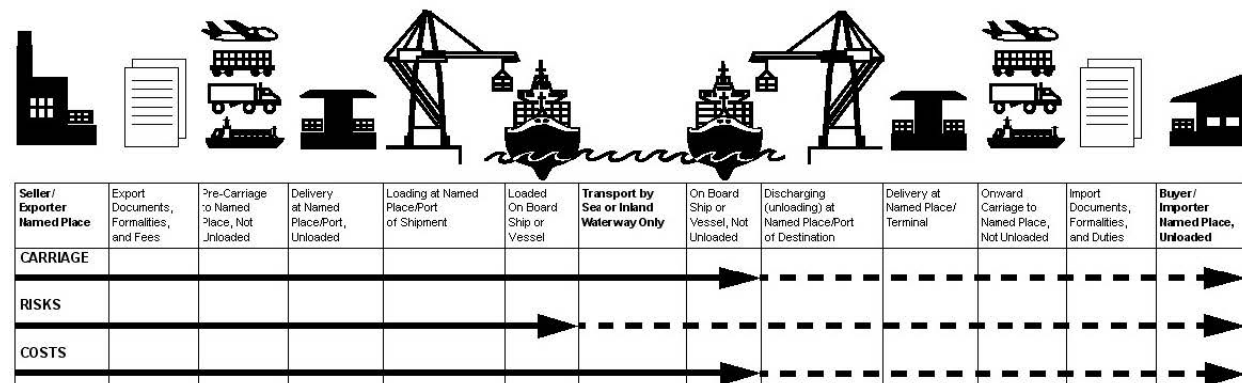 Seller/
Exporter
Named Place
Export
Documents,
Formalities,
and Fees
Pre-Carriage
to Named
Place, Not
Unloaded
Delivery
at Named
Place/Port,
Unloaded
Loading at Named
Place/Port
of Shipment
Loaded
On Board
Ship or
Vessel
Transport by
Sea or Inland
Waterway Only
On Board
Ship or
Vessel, Not
Unloaded
Discharging
(unloading) at
Named Place/Port
of Destination
Delivery at
Named Place/
Terminal
Onward
Carriage to
Named Place,
Not Unloaded
Import
Documents,
Formalities,
and Duties
Buyer/
Importer
Named Place,
Unloaded
CARRIAGE
RISKS
COSTS